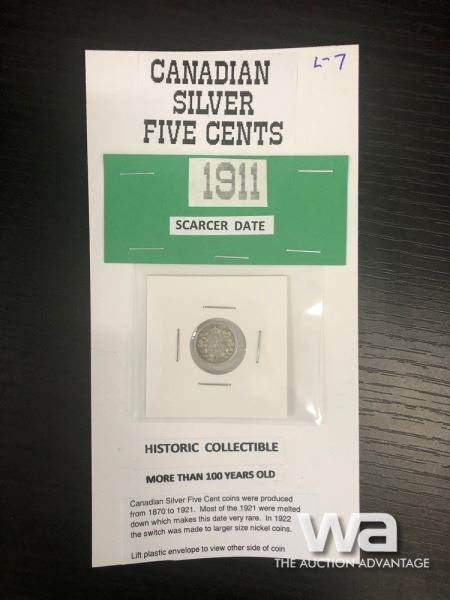 CANADIAN
SILVER
FIVE CENTS
L-7
1911
SCARCER DATE
HISTORIC COLLECTIBLE
MORE THAN 100 YEARS OLD
Canadian Silver Five Cent coins were produced
from 1870 to 1921. Most of the 1921 were melted
down which makes this date very rare. In 1922
the switch was made to larger size nickel coins.
Lift plastic envelope to view other side of coin
wa
THE AUCTION ADVANTAGE